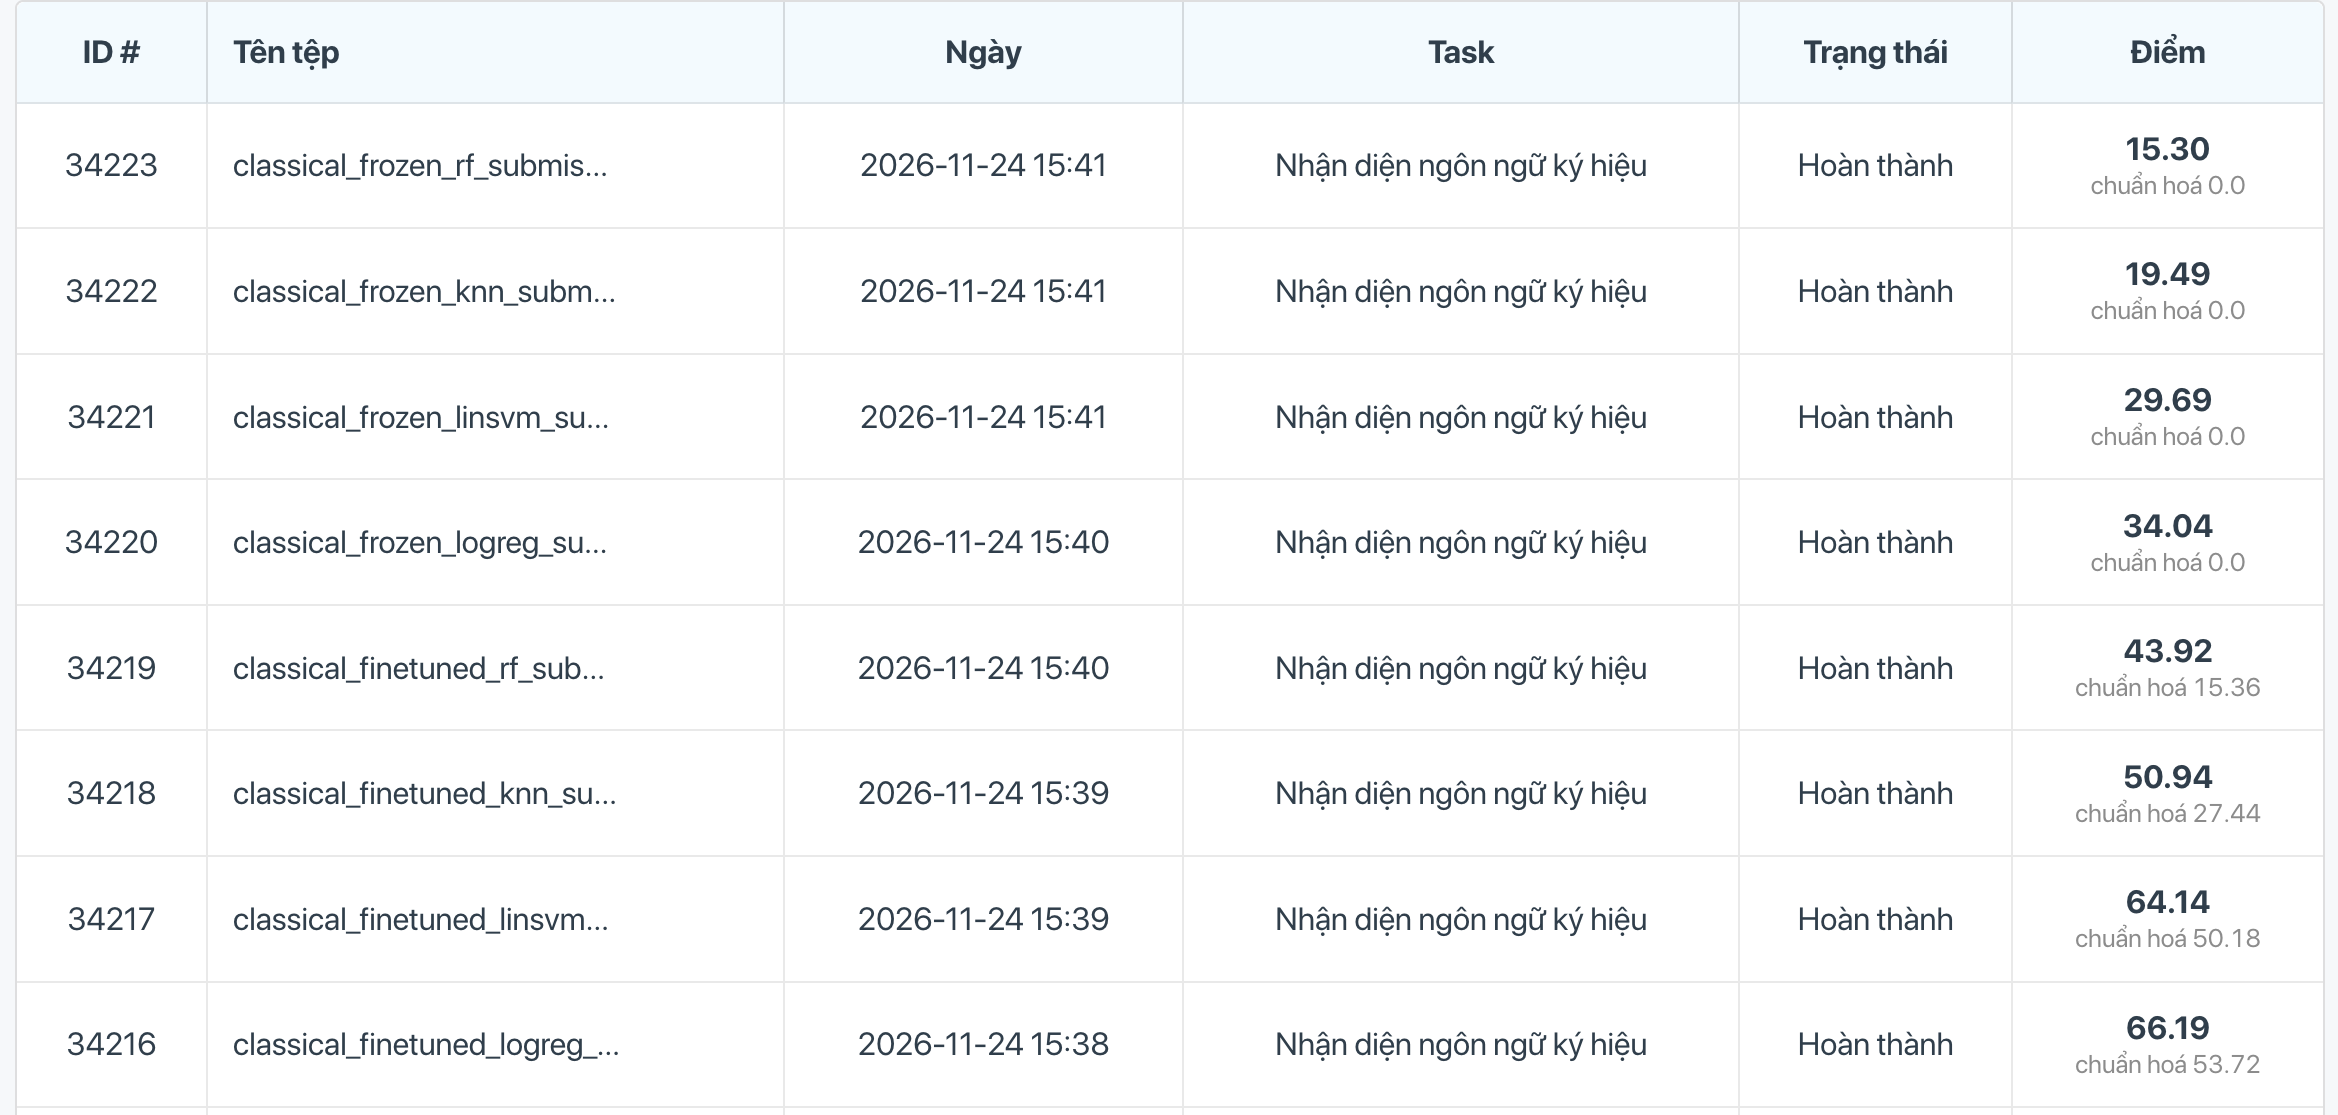 ID # Tên tệp Ngày Task Trạng thái Điểm
34223 classical_frozen_rf_submis... 2026-11-24 15:41 Nhận diện ngôn ngữ ký hiệu Hoàn thành 15.30
chuẩn hoá 0.0
34222 classical_frozen_knn_subm... 2026-11-24 15:41 Nhận diện ngôn ngữ ký hiệu Hoàn thành 19.49
chuẩn hoá 0.0
34221 classical_frozen_linsvm_su... 2026-11-24 15:41 Nhận diện ngôn ngữ ký hiệu Hoàn thành 29.69
chuẩn hoá 0.0
34220 classical_frozen_logreg_su... 2026-11-24 15:40 Nhận diện ngôn ngữ ký hiệu Hoàn thành 34.04
chuẩn hoá 0.0
34219 classical_finetuned_rf_sub... 2026-11-24 15:40 Nhận diện ngôn ngữ ký hiệu Hoàn thành 43.92
chuẩn hoá 15.36
34218 classical_finetuned_knn_su... 2026-11-24 15:39 Nhận diện ngôn ngữ ký hiệu Hoàn thành 50.94
chuẩn hoá 27.44
34217 classical_finetuned_linsvm... 2026-11-24 15:39 Nhận diện ngôn ngữ ký hiệu Hoàn thành 64.14
chuẩn hoá 50.18
34216 classical_finetuned_logreg_... 2026-11-24 15:38 Nhận diện ngôn ngữ ký hiệu Hoàn thành 66.19
chuẩn hoá 53.72